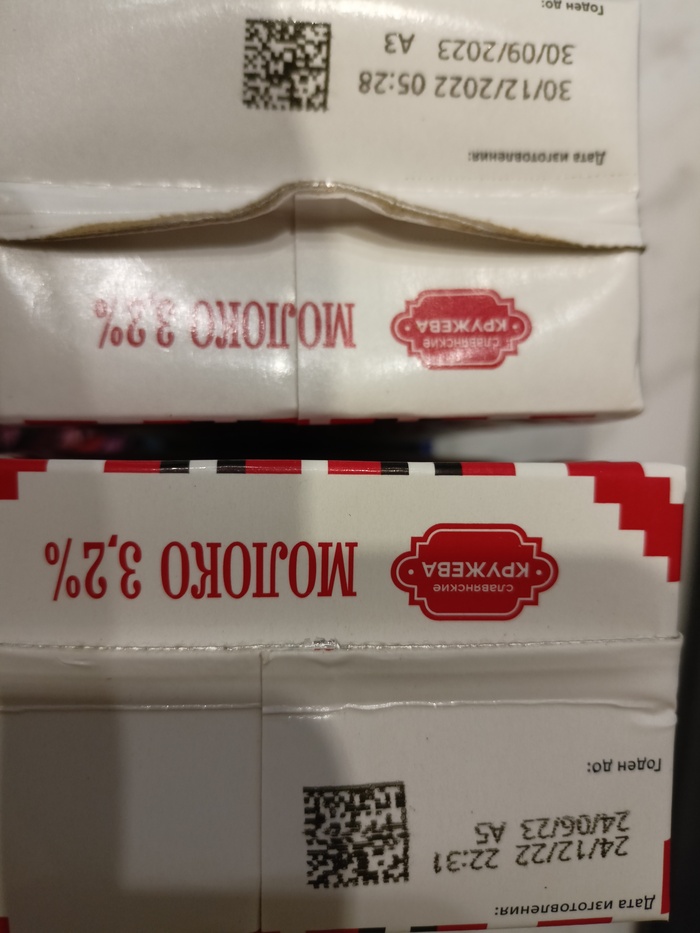 Дата изготовления:
24/12/22 22:31
24/06/23 A5
Годен до:
СЛАВЯНСКИЕ
КРУЖЕВА
МОЛОКО 3,2%
СЛАВЯНСКИЕ
КРУЖЕВА
МОЛОКО 3,2%
Дата изготовления:
30/12/2022 05:28
30/09/2023 A3
Годен до: